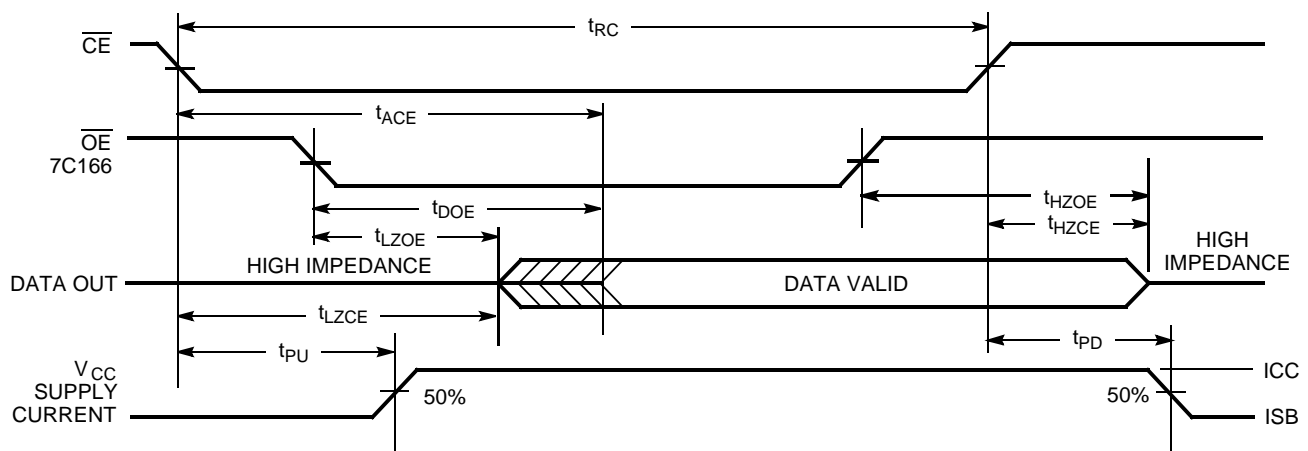 tRC
CE
tACE
OE
7C166
tHZOE
tDOE
tHZCE
tLZOE
HIGH IMPEDANCE
HIGH
IMPEDANCE
DATA OUT
DATA VALID
tLZCE
tPU
tPD
VCC
SUPPLY
CURRENT
50%
50%
ICC
ISB